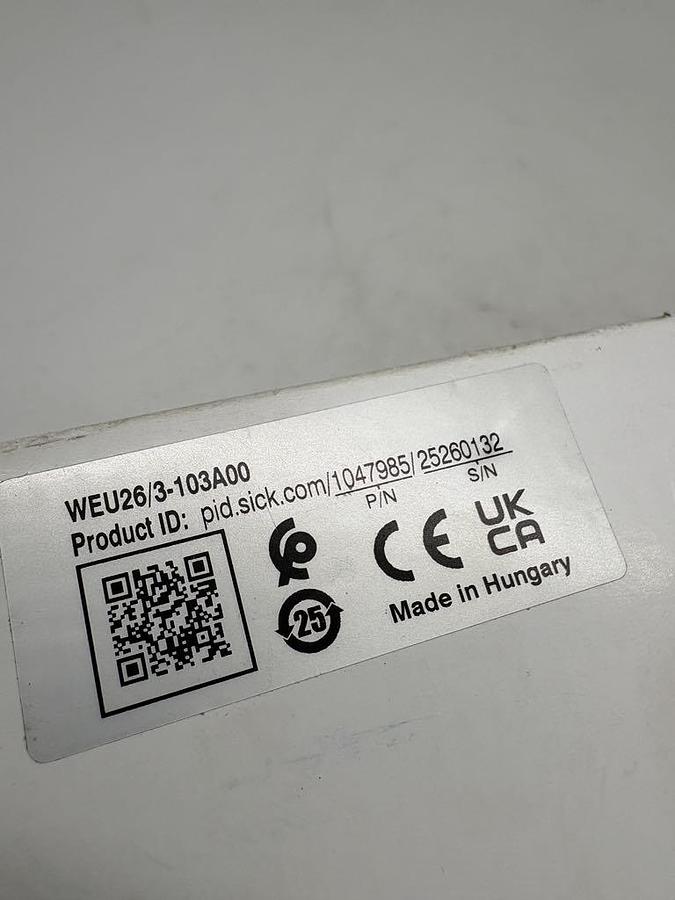 WEU26/3-103A00
Product ID: pid.sick.com/1047985/25260132
P/N S/N
25
CE
UK
CA
Made in Hungary